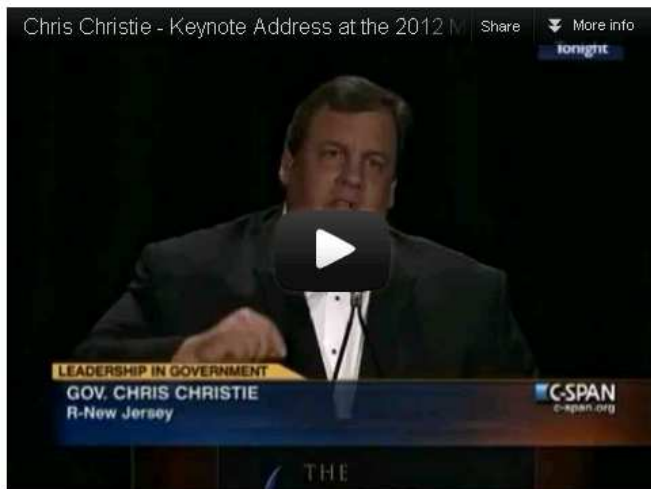 Chris Christie - Keynote Address at the 2012 M
Share
More info
Tonight
LEADERSHIP IN GOVERNMENT
GOV. CHRIS CHRISTIE
R-New Jersey
C-SPAN
c-span.org
THE